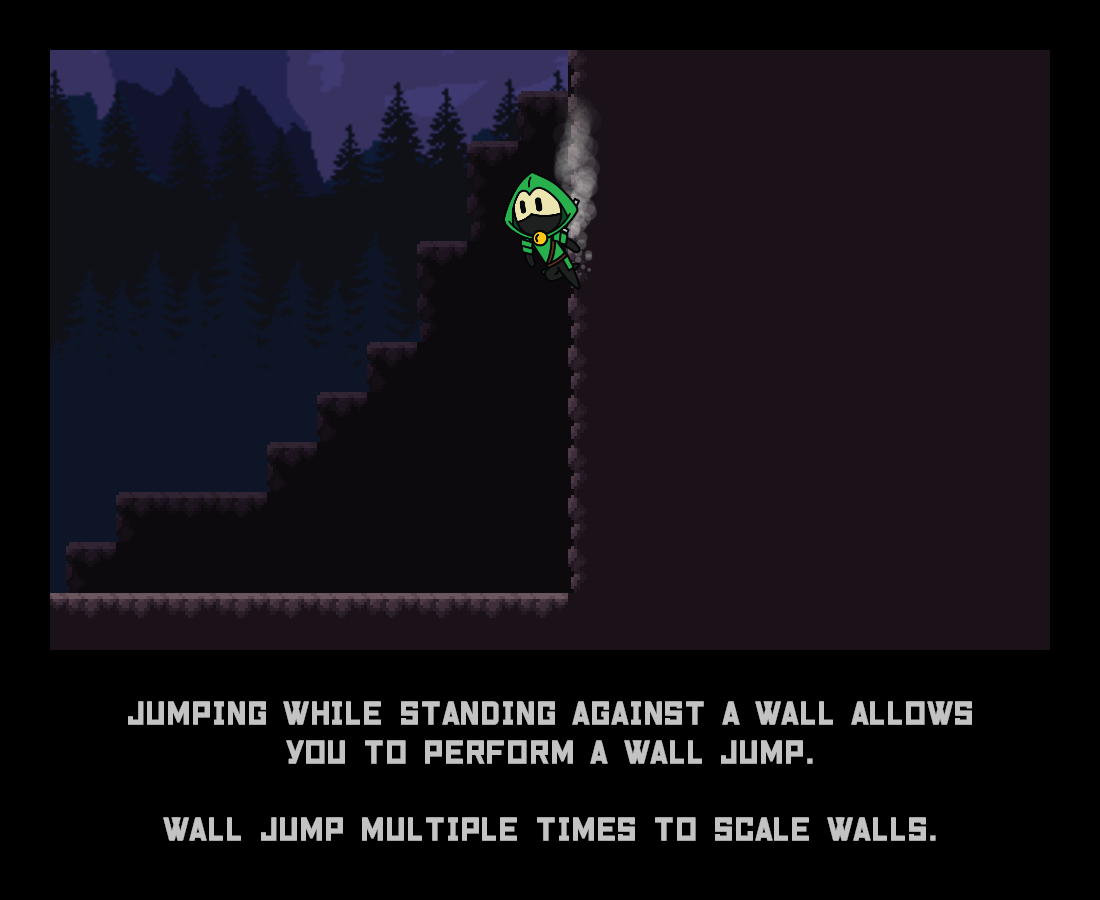 JUMPING WHILE STANDING AGAINST A WALL ALLOWS
YOU TO PERFORM A WALL JUMP.
WALL JUMP MULTIPLE TIMES TO SCALE WALLS.